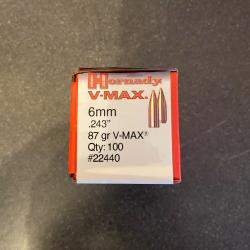 Hornady
V-MAX®
6mm
.243"
87 gr V-MAX®
Qty: 100
#22440